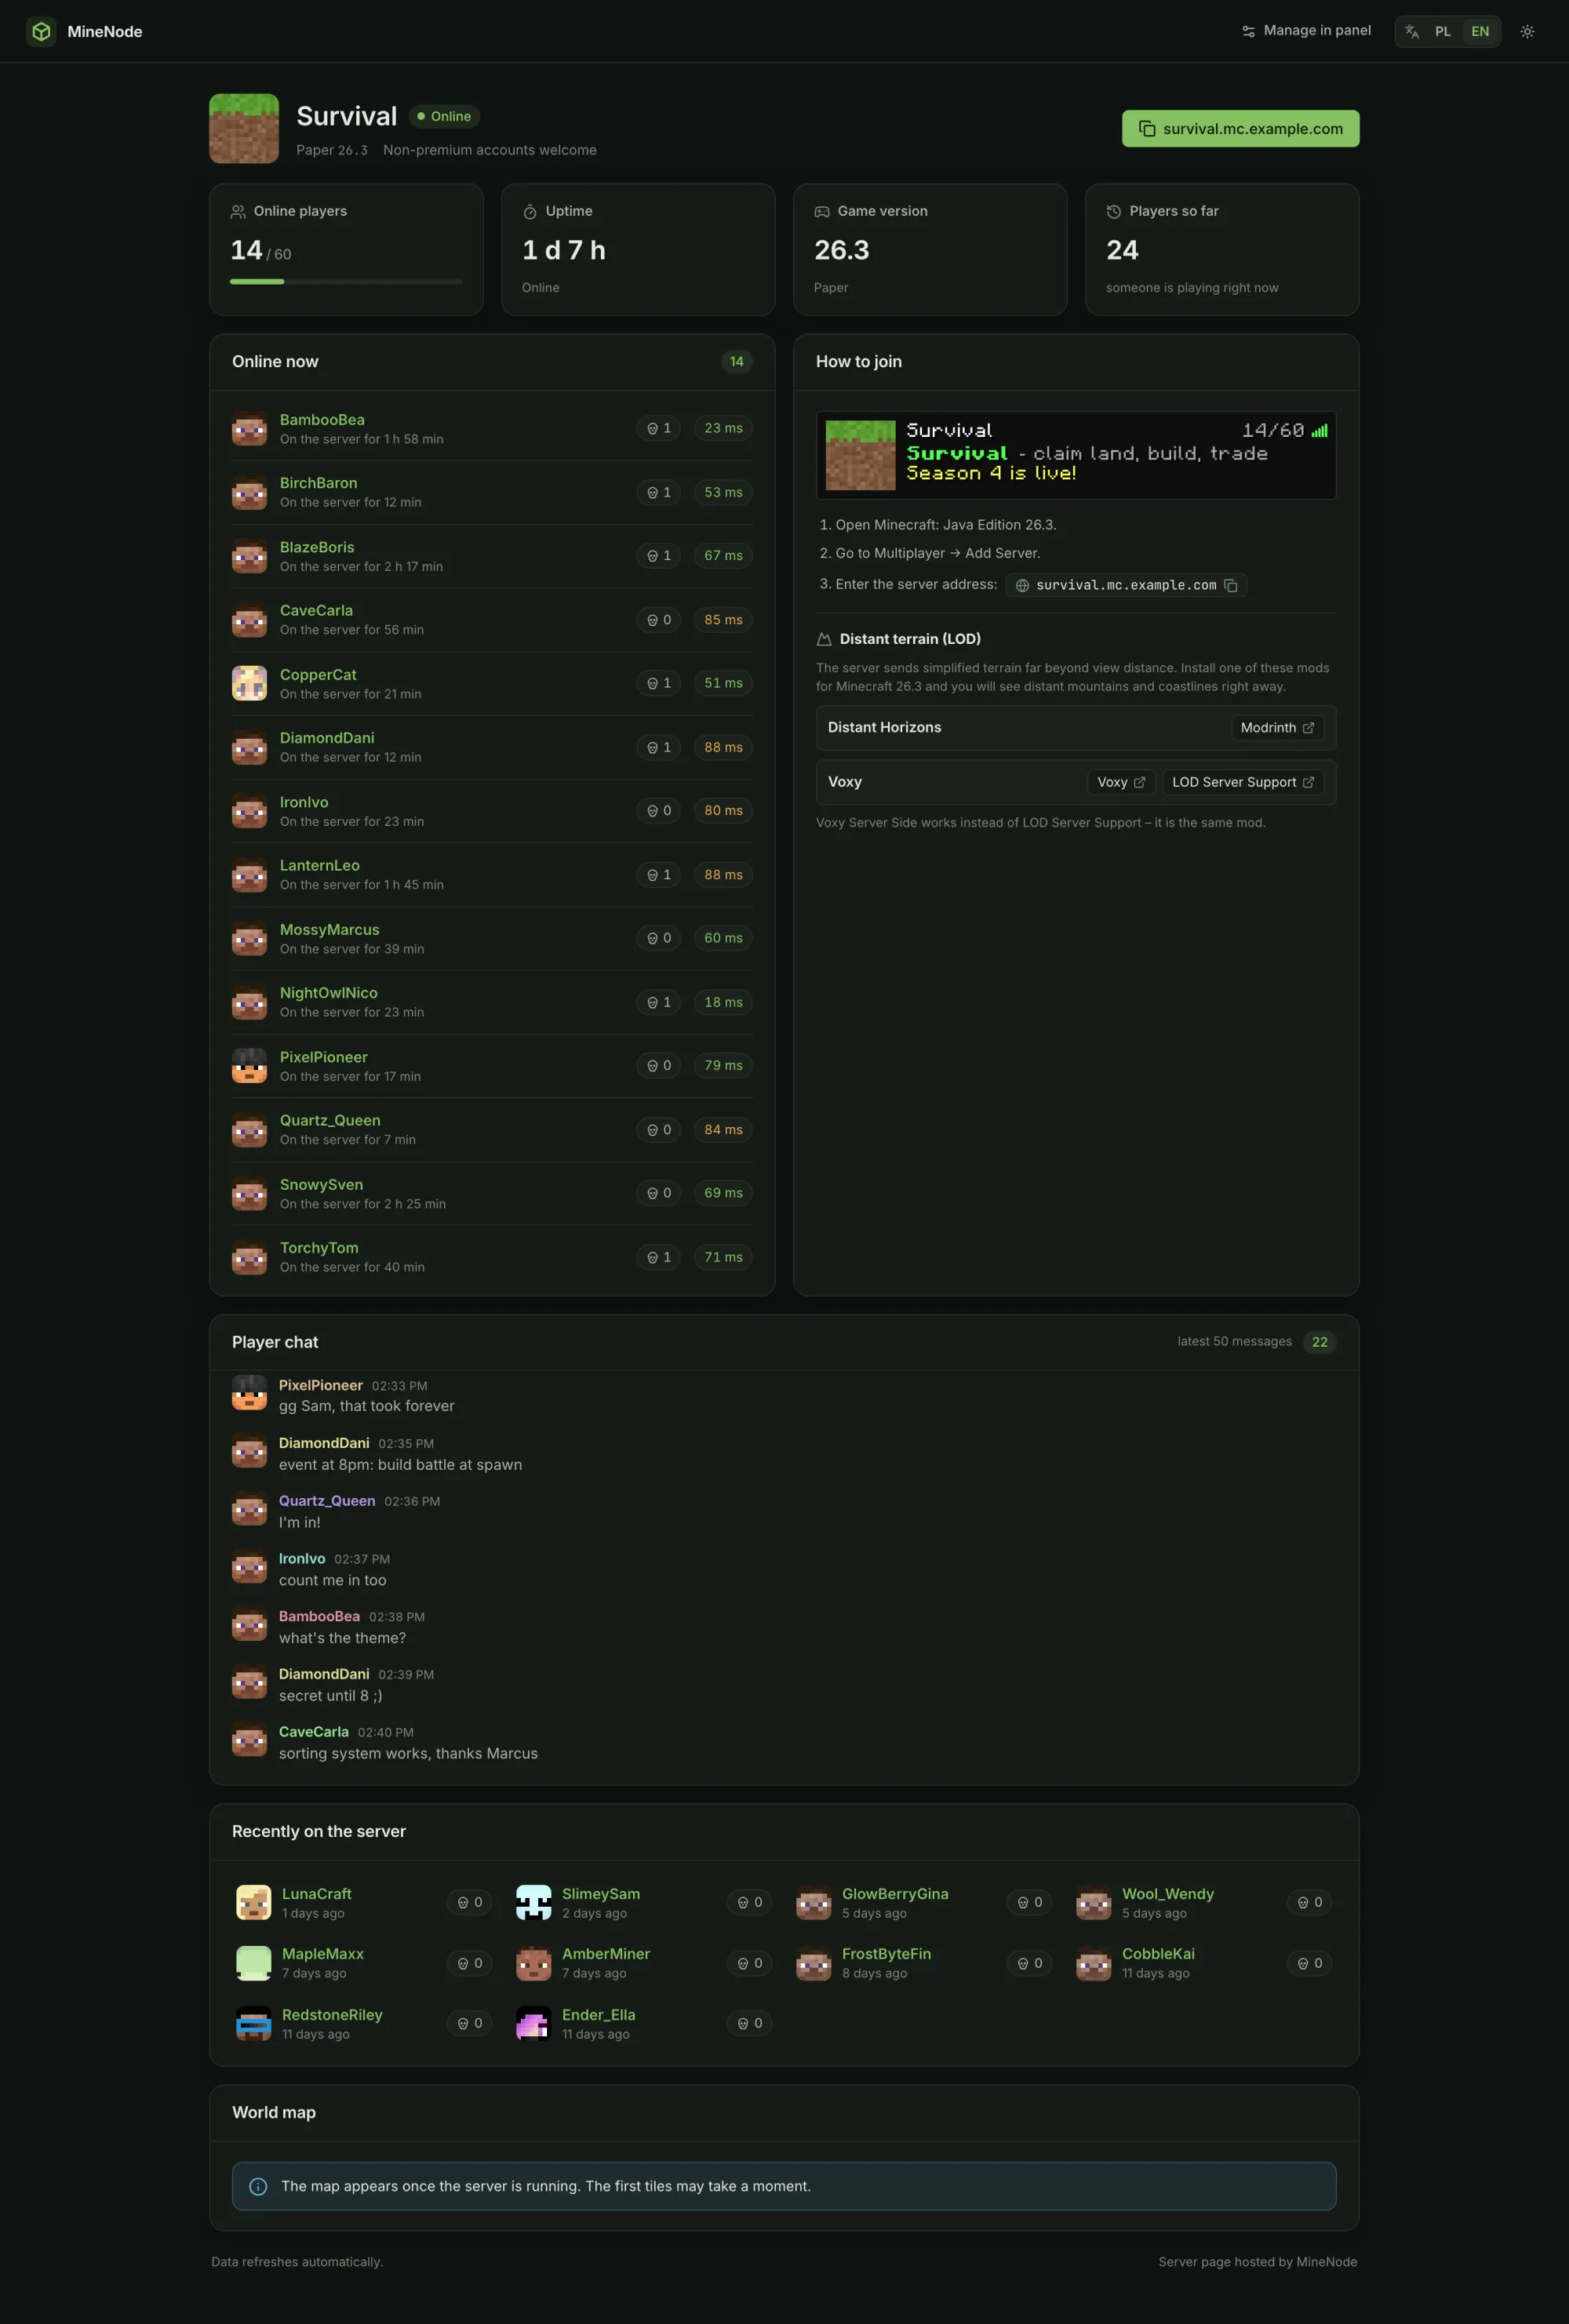 MineNode
Manage in panel
PL
EN
Survival
Online
Paper 26.3 Non-premium accounts welcome
survival.mc.example.com
Online players
14 / 60
Uptime
1 d 7 h
Online
Game version
26.3
Paper
Players so far
24
someone is playing right now
Online now
14
BambooBea
On the server for 1 h 58 min
1
23 ms
BirchBaron
On the server for 12 min
1
53 ms
BlazeBoris
On the server for 2 h 17 min
1
67 ms
CaveCarla
On the server for 56 min
0
85 ms
CopperCat
On the server for 21 min
1
51 ms
DiamondDani
On the server for 12 min
1
88 ms
IronIvo
On the server for 23 min
0
80 ms
LanternLeo
On the server for 1 h 45 min
1
88 ms
MossyMarcus
On the server for 39 min
0
60 ms
NightOwlNico
On the server for 23 min
1
18 ms
PixelPioneer
On the server for 17 min
0
79 ms
Quartz_Queen
On the server for 7 min
0
84 ms
SnowySven
On the server for 2 h 25 min
0
69 ms
TorchyTom
On the server for 40 min
1
71 ms
How to join
Survival
14/60
Survival - claim land, build, trade
Season 4 is live!
1. Open Minecraft: Java Edition 26.3.
2. Go to Multiplayer → Add Server.
3. Enter the server address: survival.mc.example.com
Distant terrain (LOD)
The server sends simplified terrain far beyond view distance. Install one of these mods
for Minecraft 26.3 and you will see distant mountains and coastlines right away.
Distant Horizons
Modrinth
Voxy
Voxy
LOD Server Support
Voxy Server Side works instead of LOD Server Support – it is the same mod.
Player chat
latest 50 messages
22
PixelPioneer 02:33 PM
gg Sam, that took forever
DiamondDani 02:35 PM
event at 8pm: build battle at spawn
Quartz_Queen 02:36 PM
I'm in!
IronIvo 02:37 PM
count me in too
BambooBea 02:38 PM
what's the theme?
DiamondDani 02:39 PM
secret until 8 ;)
CaveCarla 02:40 PM
sorting system works, thanks Marcus
Recently on the server
LunaCraft
1 days ago
0
SlimeySam
2 days ago
0
GlowBerryGina
5 days ago
0
Wool_Wendy
5 days ago
0
MapleMaxx
7 days ago
0
AmberMiner
7 days ago
0
FrostByteFin
8 days ago
0
CobbleKai
11 days ago
0
RedstoneRiley
11 days ago
0
Ender_Ella
11 days ago
0
World map
The map appears once the server is running. The first tiles may take a moment.
Data refreshes automatically.
Server page hosted by MineNode